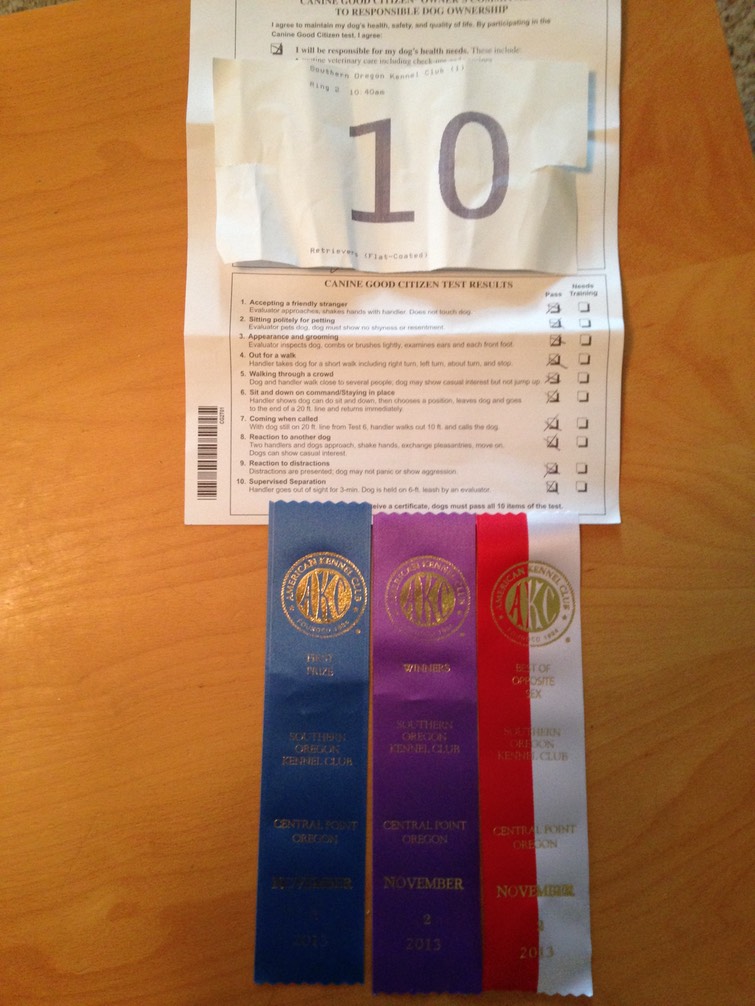 CANINE GOOD CITIZEN OWNER'S
TO RESPONSIBLE DOG OWNERSHIP
I agree to maintain my dog's health, safety, and quality of life. By participating in the
Canine Good Citizen test, I agree:
I will be responsible for my dog's health needs. These include:
veterinary care including check-ups and
Southern Oregon Kennel Club (1)
Ring 2 10:40am
10
Retrievers (Flat-Coated)
CANINE GOOD CITIZEN TEST RESULTS
Pass
Needs
Training
1. Accepting a friendly stranger
Evaluator approaches, shakes hands with handler. Does not touch dog.
2. Sitting politely for petting
Evaluator pets dog, dog must show no shyness or resentment.
3. Appearance and grooming
Evaluator inspects dog, combs or brushes lightly, examines ears and each front foot.
4. Out for a walk
Handler takes dog for a short walk including right turn, left turn, about turn, and stop.
5. Walking through a crowd
Dog and handler walk close to several people; dog may show casual interest but not jump up.
6. Sit and down on command/Staying in place
Handler shows dog can do sit and down, then chooses a position, leaves dog and goes
to the end of a 20 ft. line and returns immediately.
7. Coming when called
With dog still on 20 ft. line from Test 6, handler walks out 10 ft. and calls the dog.
8. Reaction to another dog
Two handlers and dogs approach, shake hands, exchange pleasantries, move on.
Dogs can show casual interest.
9. Reaction to distractions
Distractions are presented; dog may not panic or show aggression.
10. Supervised Separation
Handler goes out of sight for 3-min. Dog is held on 6-ft. leash by an evaluator.
receive a certificate, dogs must pass all 10 items of the test.
AMERICAN KENNEL CLUB
AKC
FOUNDED 1884
FIRST
PRIZE
SOUTHERN
OREGON
KENNEL CLUB
CENTRAL POINT
OREGON
NOVEMBER
2013
AMERICAN KENNEL CLUB
AKC
WINNERS
SOUTHERN
OREGON
KENNEL CLUB
CENTRAL POINT
OREGON
NOVEMBER
2
2013
AMERICAN KENNEL CLUB
AKC
FOUNDED 1884
BEST OF
OPPOSITE
SEX
SOUTHERN
OREGON
KENNEL CLUB
CENTRAL POINT
OREGON
NOVEMBER
2013